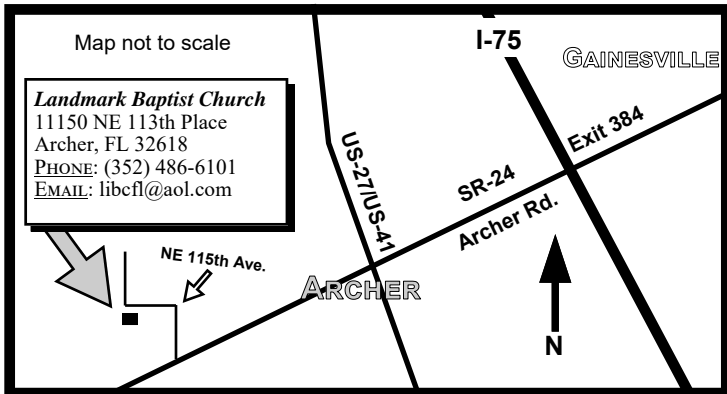 Map not to scale
I-75
GAINESVILLE
Landmark Baptist Church
11150 NE 113th Place
Archer, FL 32618
PHONE: (352) 486-6101
EMAIL: libcfl@aol.com
Exit 384
US-27/US-41
SR-24
Archer Rd.
NE 115th Ave.
ARCHER
N